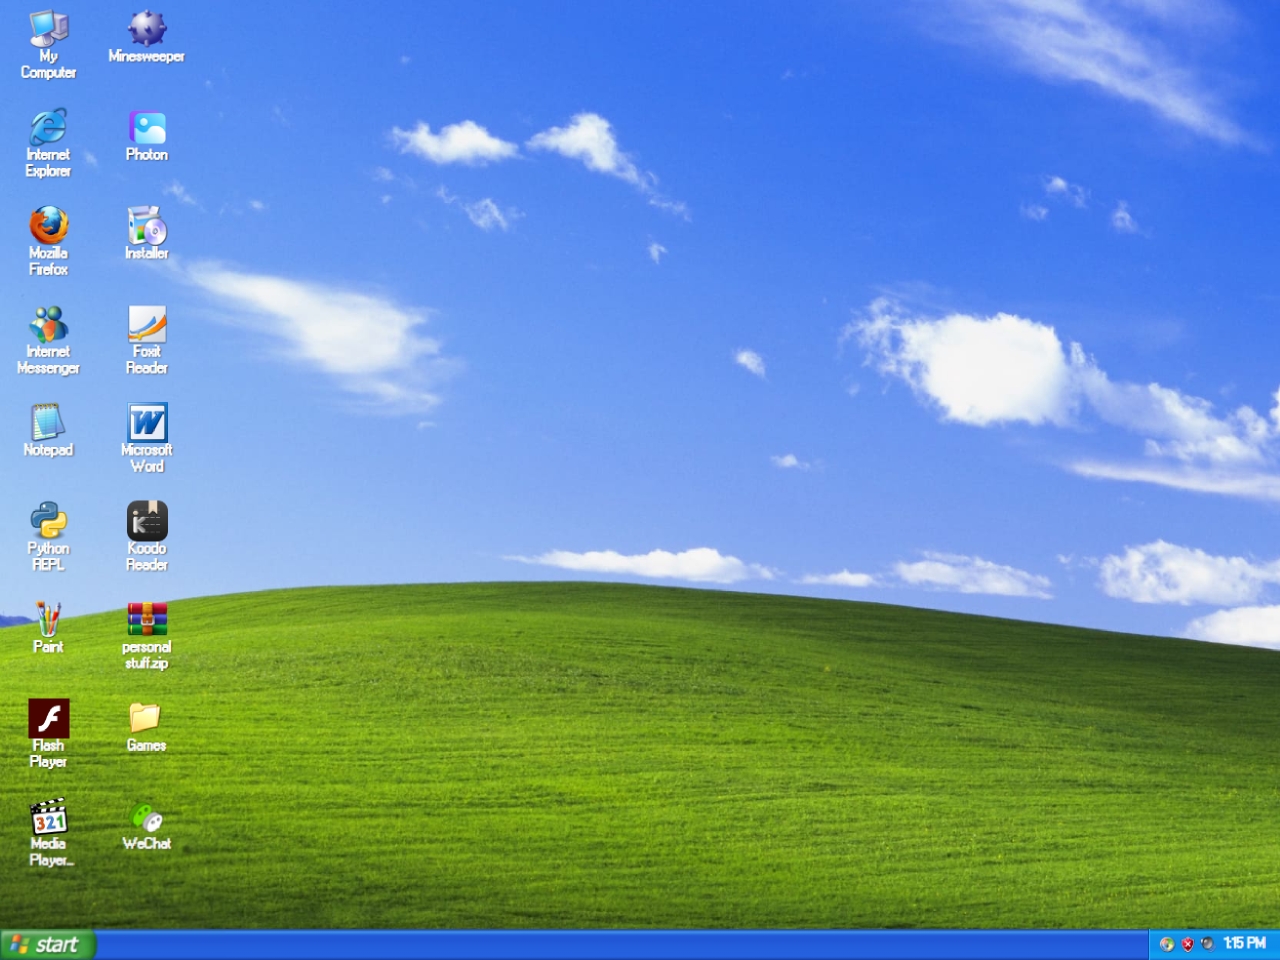 My
Computer
Internet
Explorer
Mozilla
Firefox
Internet
Messenger
Notepad
Python
REPL
Paint
Flash
Player
321
Media
Player...
Minesweeper
Photon
Installer
Foxit
Reader
W
Microsoft
Word
Koodo
Reader
personal
stuff.zip
Games
WeChat
start
1:15 PM